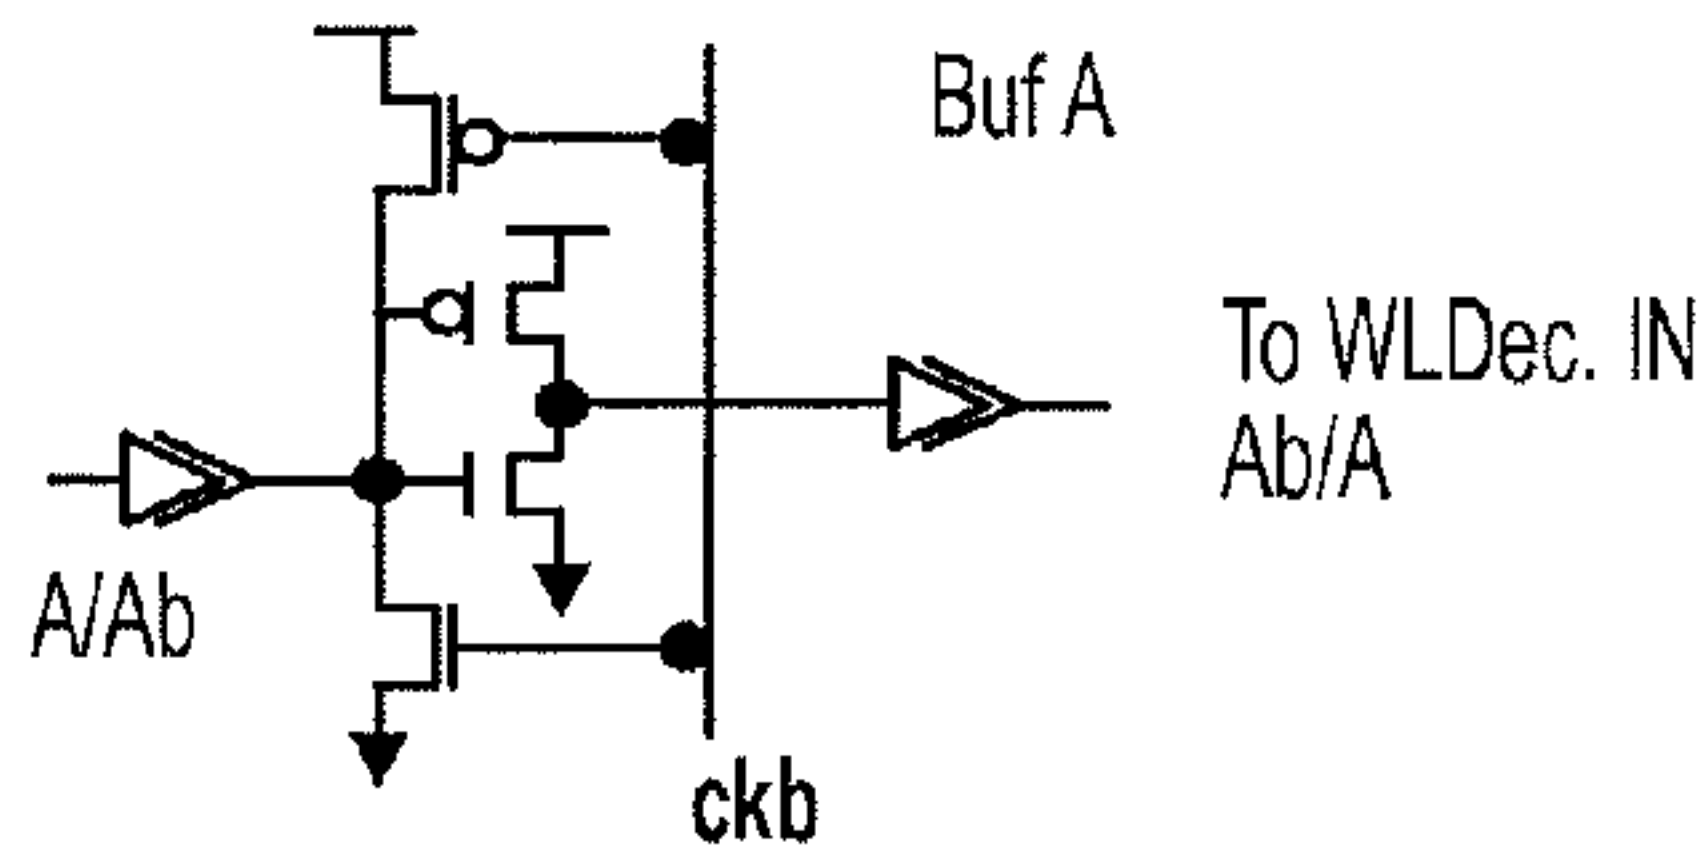 Buf A
To WLDec. IN
Ab/A
A/Ab
ckb